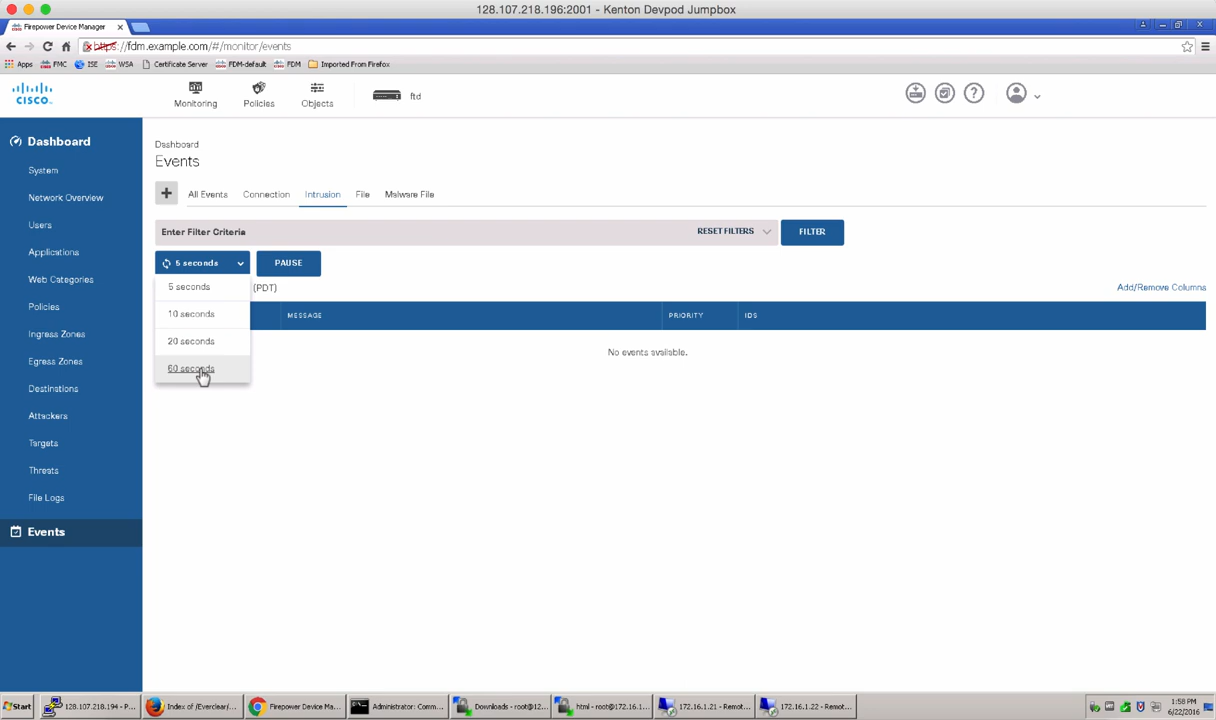 128.107.218.196:2001 - Kenton Devpod Jumpbox
Firepower Device Manager
https://fdm.example.com/#/monitor/events
Apps FMC ISE WSA Certificate Server FDM-default FDM Imported From Firefox
CISCO
Monitoring Policies Objects ftd
Dashboard
System
Network Overview
Users
Applications
Web Categories
Policies
Ingress Zones
Egress Zones
Destinations
Attackers
Targets
Threats
File Logs
Events
Dashboard
Events
All Events Connection Intrusion File Malware File
Enter Filter Criteria RESET FILTERS FILTER
5 seconds PAUSE
5 seconds
10 seconds
20 seconds
60 seconds
(PDT) Add/Remove Columns
MESSAGE PRIORITY IDS
No events available.
Start 128.107.218.194 - P... Index of /Everclear/... Firepower Device Ma... Administrator: Comm... Downloads - root@12... html - root@172.16.1... 172.16.1.21 - Remot... 172.16.1.22 - Remot...
1:58 PM
6/22/2016